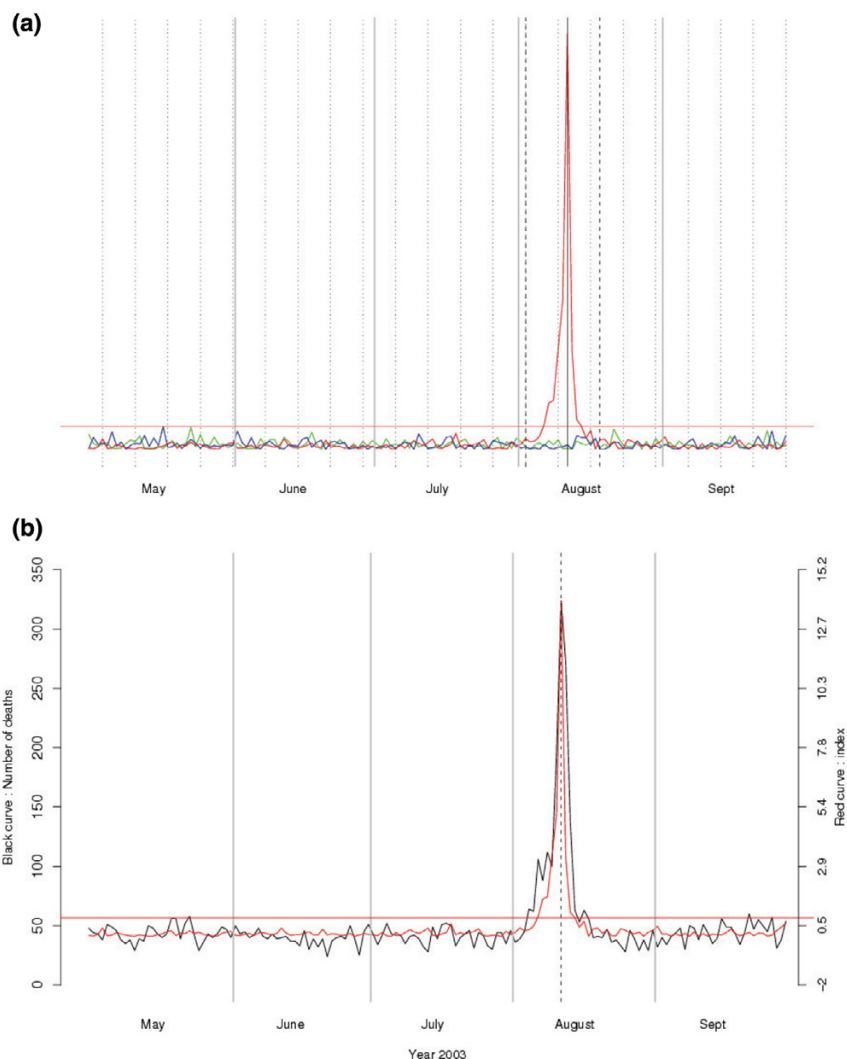 (a)
May June July August Sept
(b)
350 15.2
300 12.7
250 10.3
200 7.8
150 5.4
100 2.9
50 0.5
0 -2
Black curve : Number of deaths
Red curve : index
May June July August Sept
Year 2003